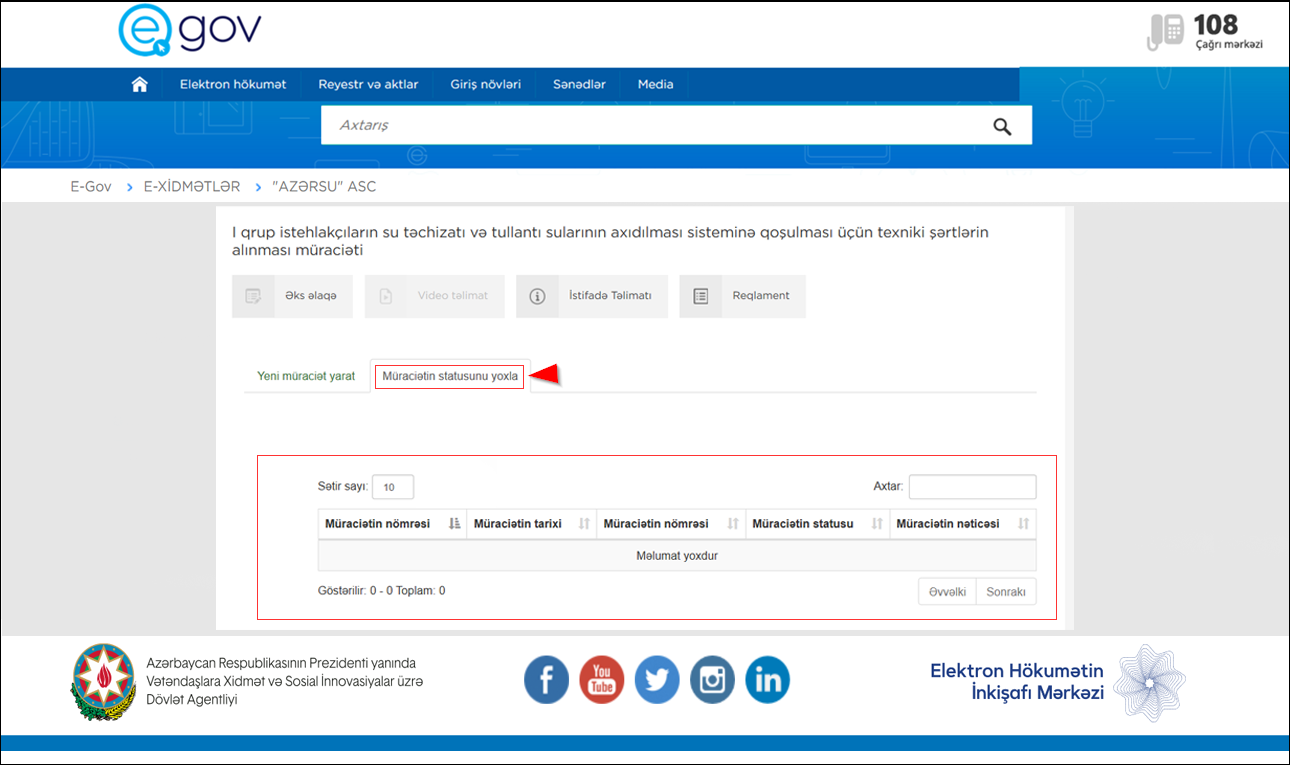 e gov
108
Çağrı mərkəzi
Elektron hökumət
Reyestr və aktlar
Giriş növləri
Sənədlər
Media
Axtarış
E-Gov > E-XİDMƏTLƏR > "AZƏRSU" ASC
I qrup istehlakçıların su təchizatı və tullantı sularının axıdılması sisteminə qoşulması üçün texniki şərtlərin
alınması müraciəti
Əks əlaqə
Video təlimat
İstifadə Təlimatı
Reqlament
Yeni müraciət yarat
Müraciətin statusunu yoxla
Sətir sayı: 10
Axtar:
Müraciətin nömrəsi
Müraciətin tarixi
Müraciətin nömrəsi
Müraciətin statusu
Müraciətin nəticəsi
Məlumat yoxdur
Göstərilir: 0 - 0 Toplam: 0
Əvvəlki
Sonrakı
Azərbaycan Respublikasının Prezidenti yanında
Vətəndaşlara Xidmət və Sosial İnnovasiyalar üzrə
Dövlət Agentliyi
f
You
Tube
in
Elektron Hökumətin
İnkişafı Mərkəzi